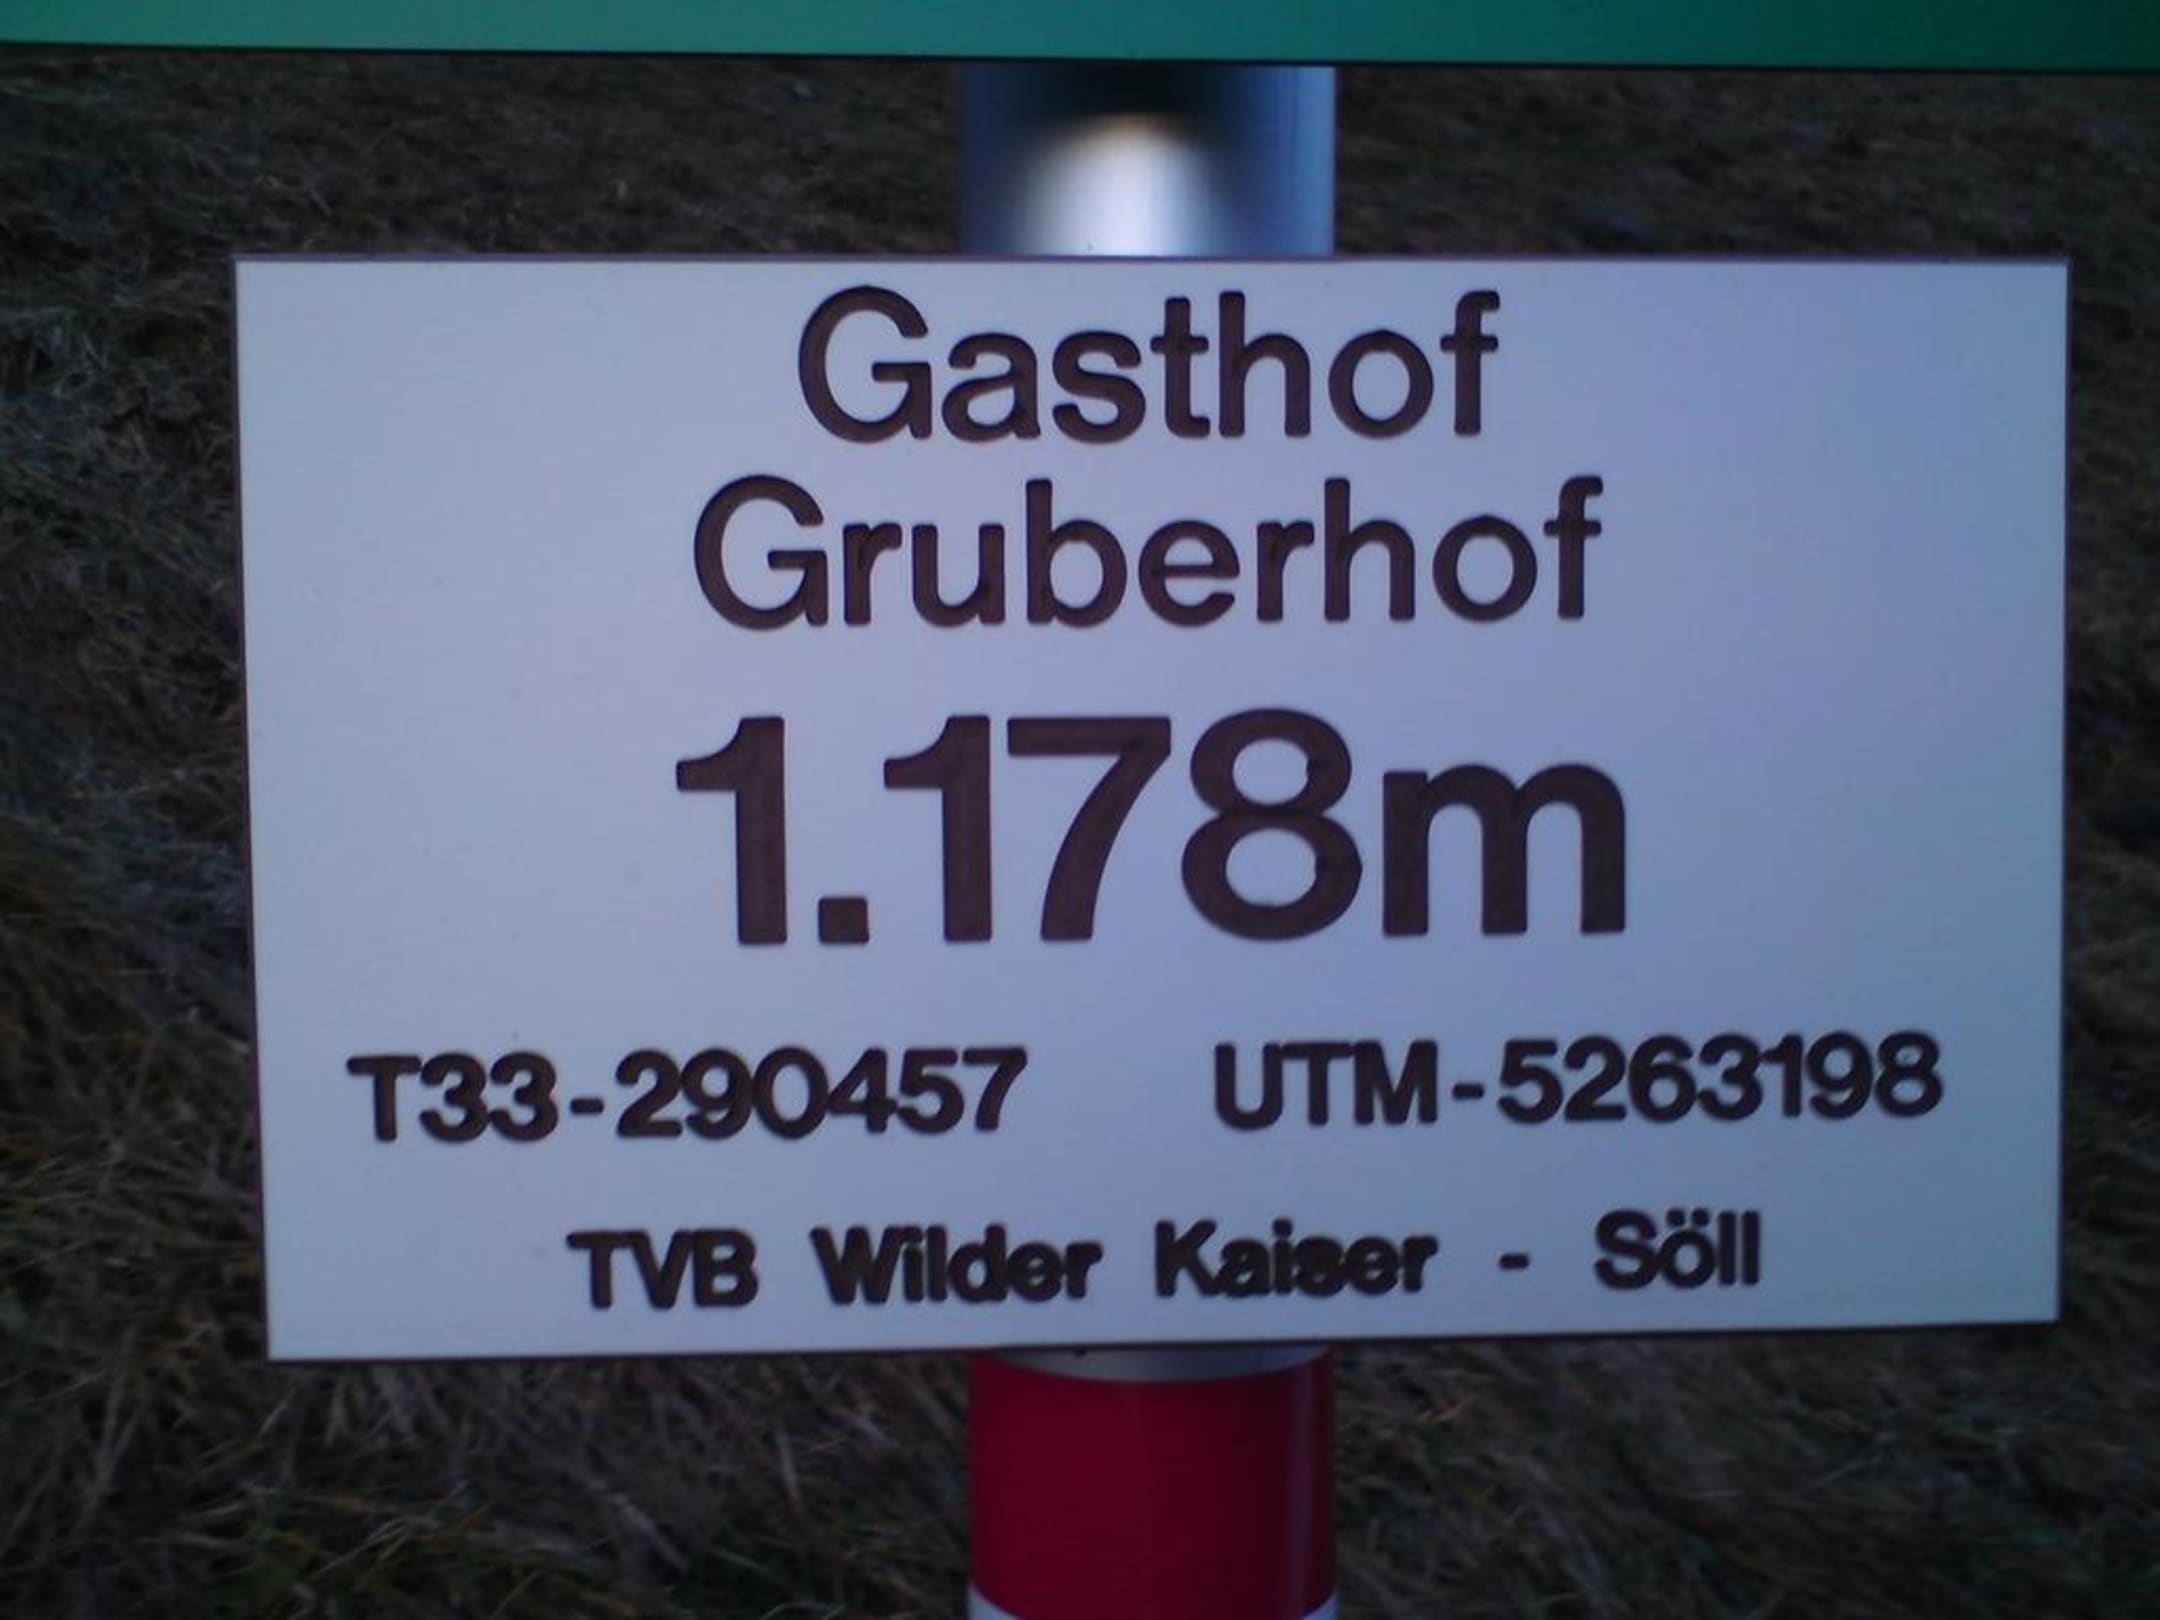 Gasthof
Gruberhof
1.178m
T33-290457 UTM-5263198
TVB Wilder Kaiser - Söll